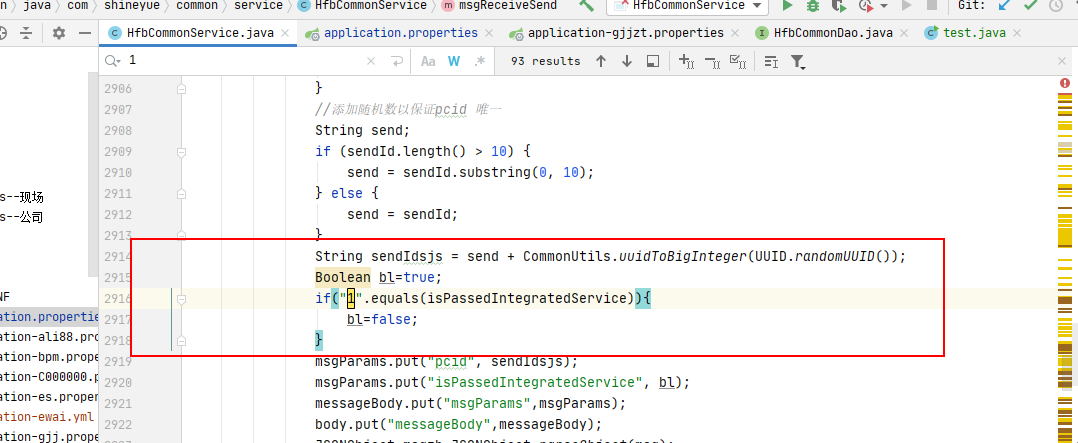 n › java › com › shineyue › common › service › HfbCommonService › msgReceiveSend HfbCommonService Git:
HfbCommonService.java application.properties application-gjjzt.properties HfbCommonDao.java test.java
1 Aa W .* 93 results
2906 }
2907 //添加随机数以保证pcid 唯一
2908 String send;
2909 if (sendId.length() > 10) {
2910 send = sendId.substring(0, 10);
2911 } else {
2912 send = sendId;
2913 }
2914 String sendIdsjs = send + CommonUtils.uuidToBigInteger(UUID.randomUUID());
2915 Boolean bl=true;
2916 if("1".equals(isPassedIntegratedService)){
2917 bl=false;
2918 }
2919 msgParams.put("pcid", sendIdsjs);
2920 msgParams.put("isPassedIntegratedService", bl);
2921 messageBody.put("msgParams",msgParams);
2922 body.put("messageBody",messageBody);
s--现场
s--公司
NF
ation.propertie
ation-ali88.pro
ation-bpm.prope
ation-C000000.p
ation-es.proper
ation-ewai.yml
ation-gjj.prope